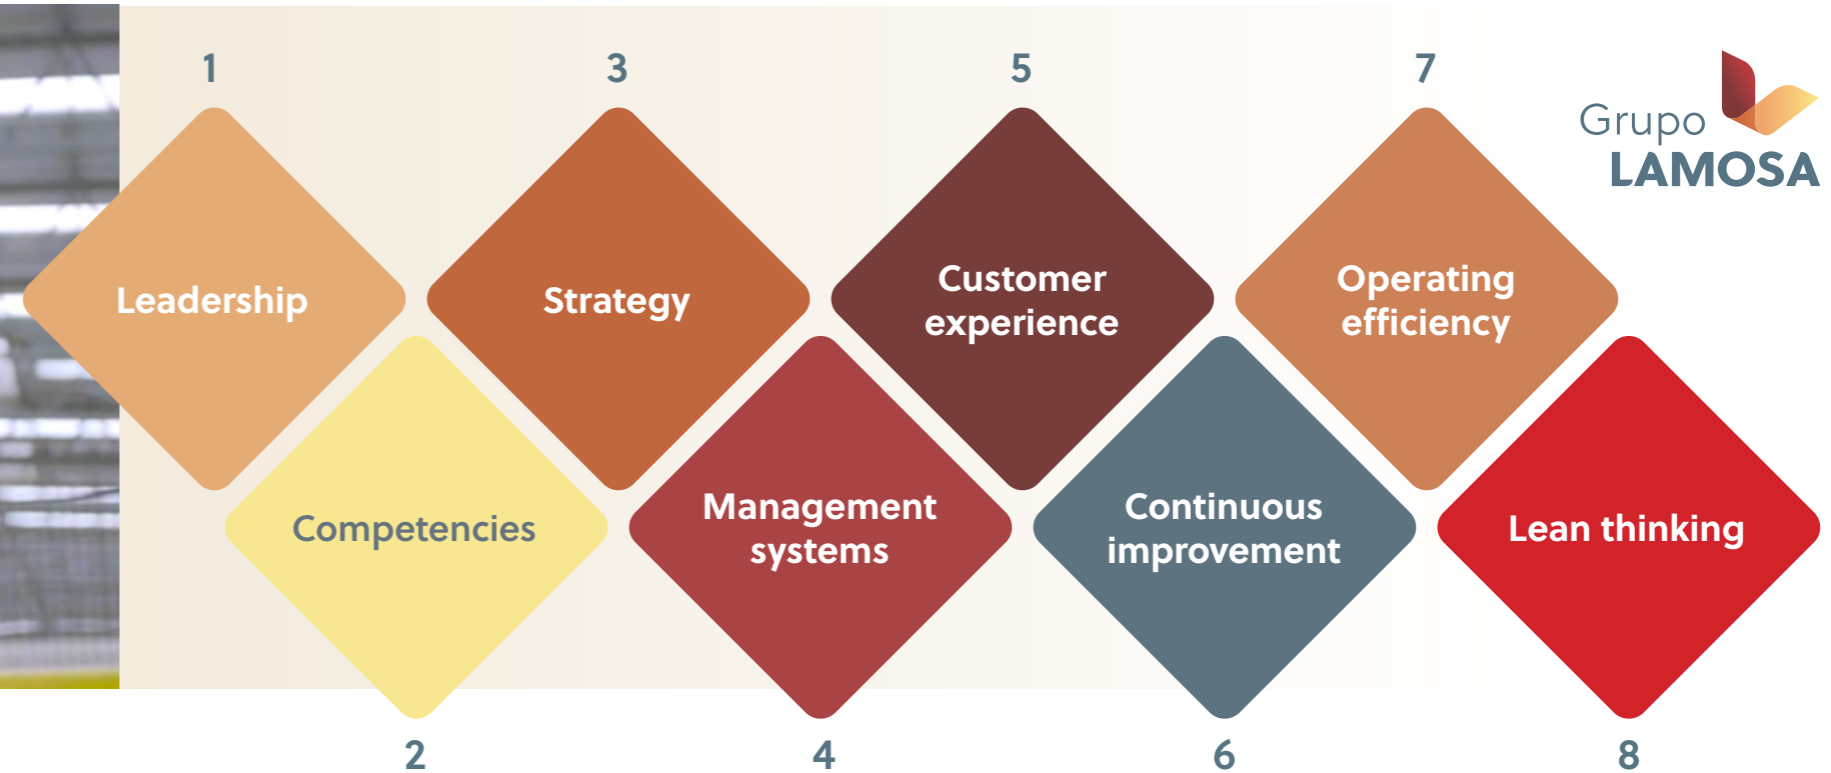 1
3
5
7
Grupo
LAMOSA
Leadership
Strategy
Customer
experience
Operating
efficiency
Competencies
Management
systems
Continuous
improvement
Lean thinking
2
4
6
8